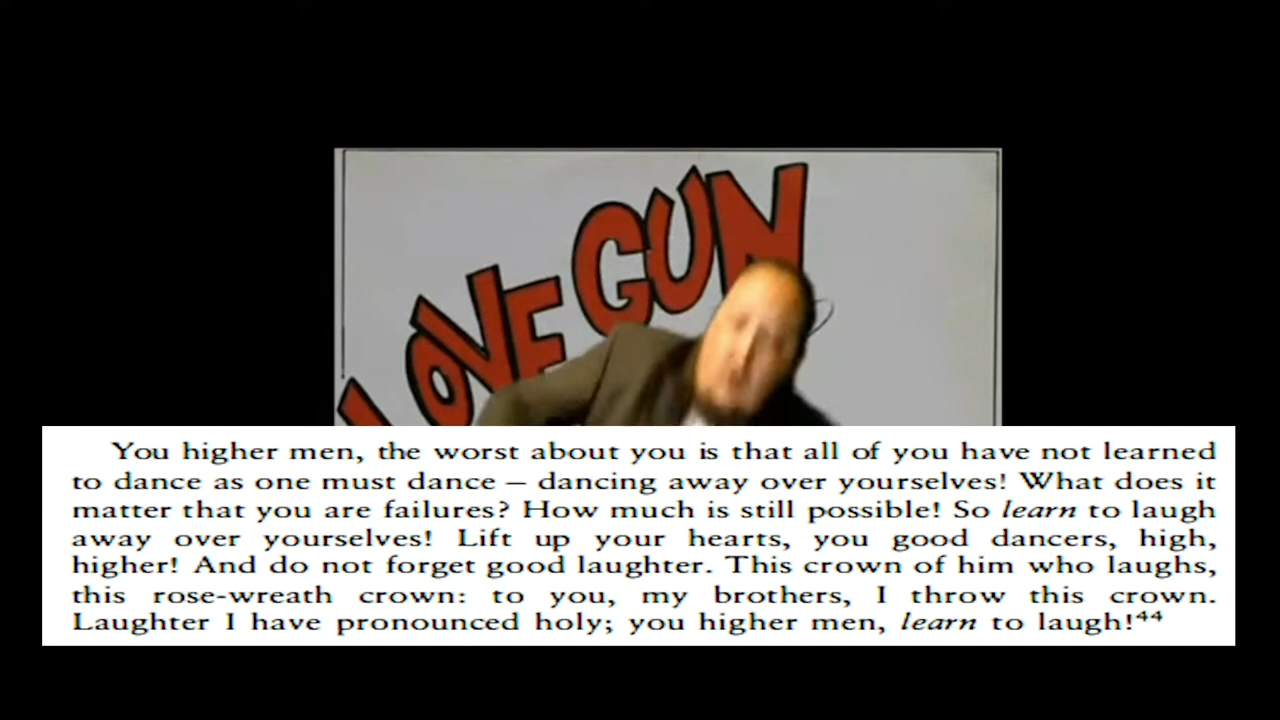 LOVE GUN
You higher men, the worst about you is that all of you have not learned
to dance as one must dance – dancing away over yourselves! What does it
matter that you are failures? How much is still possible! So learn to laugh
away over yourselves! Lift up your hearts, you good dancers, high,
higher! And do not forget good laughter. This crown of him who laughs,
this rose-wreath crown: to you, my brothers, I throw this crown.
Laughter I have pronounced holy; you higher men, learn to laugh!44